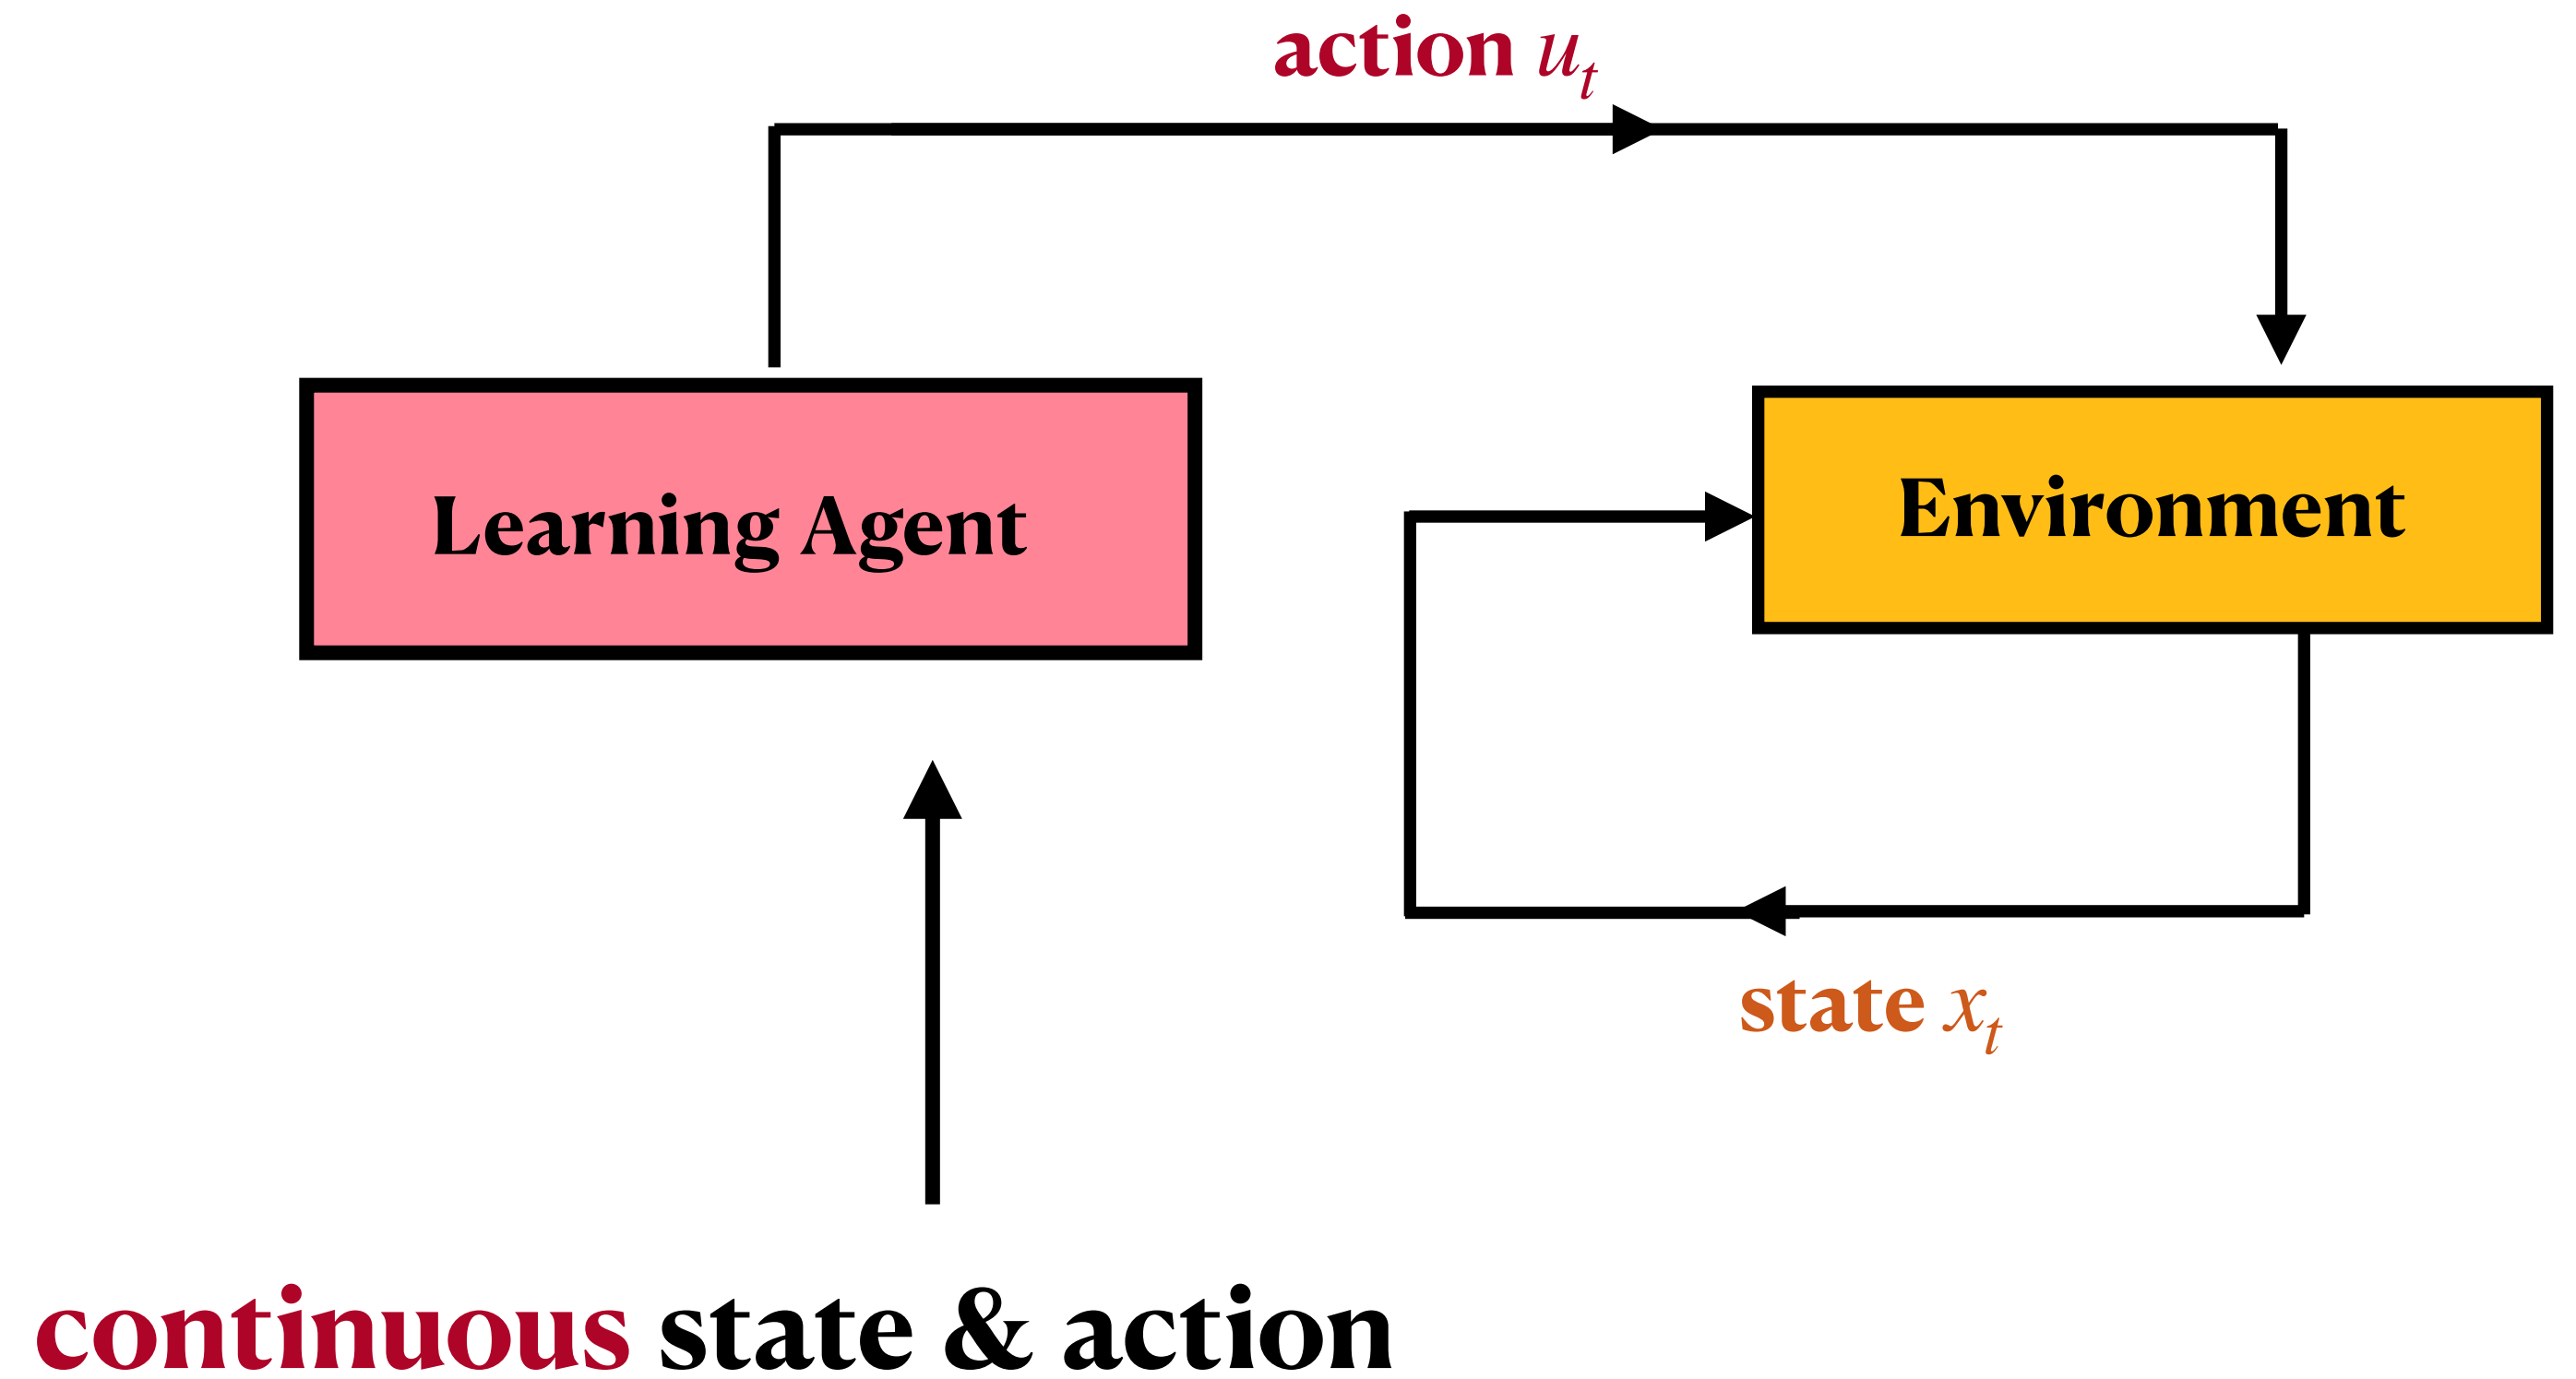 action u_t
Learning Agent
Environment
state x_t
continuous state & action